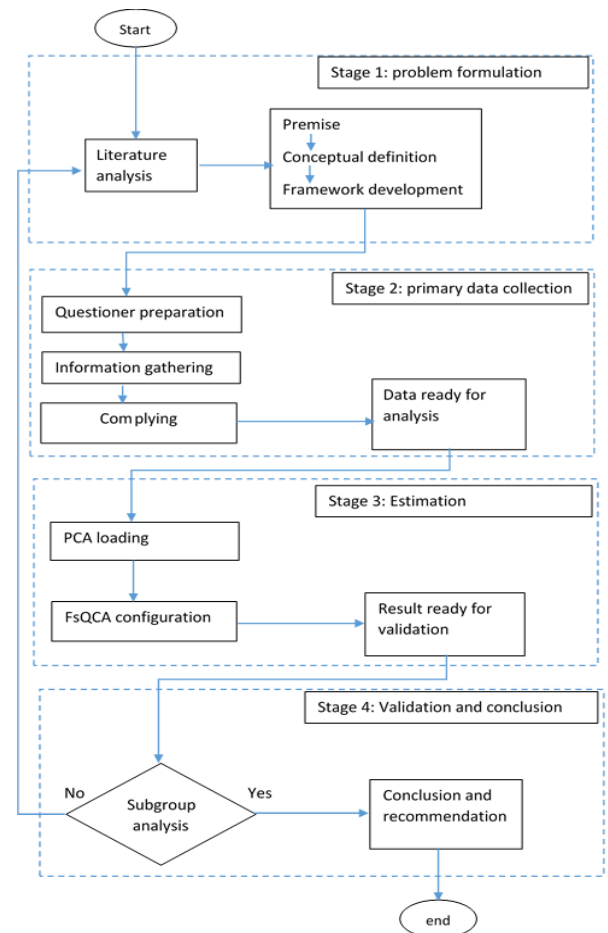 Start
Stage 1: problem formulation
Literature
analysis
Premise
Conceptual definition
Framework development
Stage 2: primary data collection
Questioner preparation
Information gathering
Complying
Data ready for
analysis
Stage 3: Estimation
PCA loading
FsQCA configuration
Result ready for
validation
Stage 4: Validation and conclusion
No
Subgroup
analysis
Yes
Conclusion and
recommendation
end